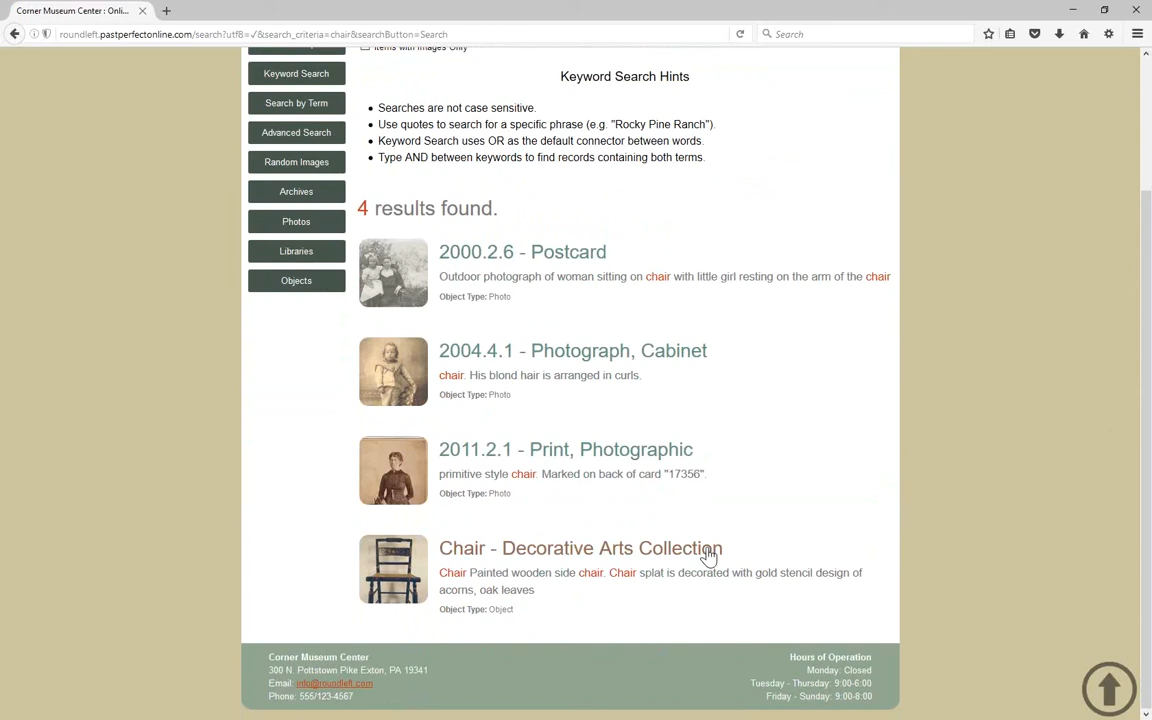 Corner Museum Center : Onli...
roundleft.pastperfectonline.com/search?utf8=√&search_criteria=chair&searchButton=Search
Search
Items with Images Only
Keyword Search
Search by Term
Advanced Search
Random Images
Archives
Photos
Libraries
Objects
Keyword Search Hints
Searches are not case sensitive.
Use quotes to search for a specific phrase (e.g. "Rocky Pine Ranch").
Keyword Search uses OR as the default connector between words.
Type AND between keywords to find records containing both terms.
4 results found.
2000.2.6 - Postcard
Outdoor photograph of woman sitting on chair with little girl resting on the arm of the chair
Object Type: Photo
2004.4.1 - Photograph, Cabinet
chair. His blond hair is arranged in curls.
Object Type: Photo
2011.2.1 - Print, Photographic
primitive style chair. Marked on back of card "17356".
Object Type: Photo
Chair - Decorative Arts Collection
Chair Painted wooden side chair. Chair splat is decorated with gold stencil design of
acorns, oak leaves
Object Type: Object
Corner Museum Center
300 N. Pottstown Pike Exton, PA 19341
Email: info@roundleft.com
Phone: 555/123-4567
Hours of Operation
Monday: Closed
Tuesday - Thursday: 9:00-6:00
Friday - Sunday: 9:00-8:00